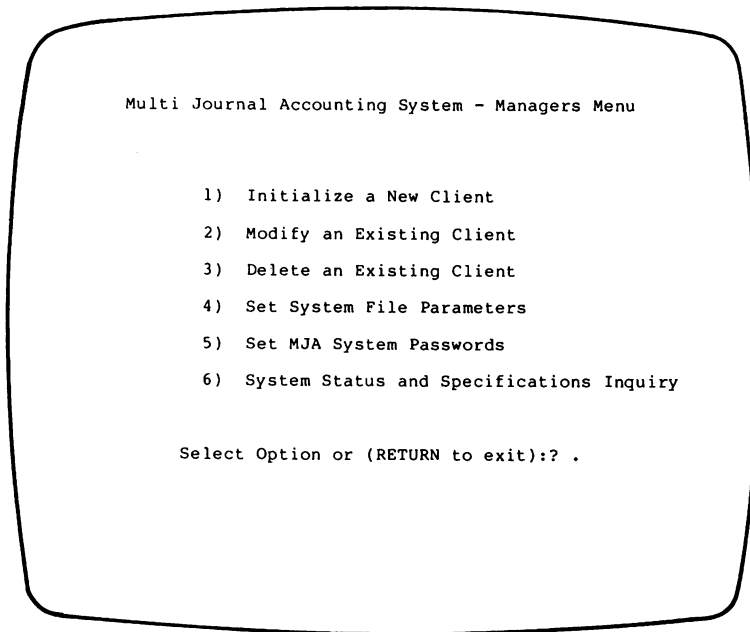 Multi Journal Accounting System - Managers Menu
1) Initialize a New Client
2) Modify an Existing Client
3) Delete an Existing Client
4) Set System File Parameters
5) Set MJA System Passwords
6) System Status and Specifications Inquiry
Select Option or (RETURN to exit):? .